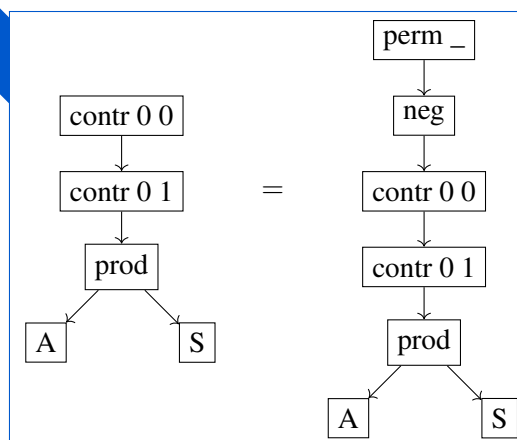 perm _
contr 0 0
neg
contr 0 1
=
contr 0 0
prod
contr 0 1
A
S
prod
A
S